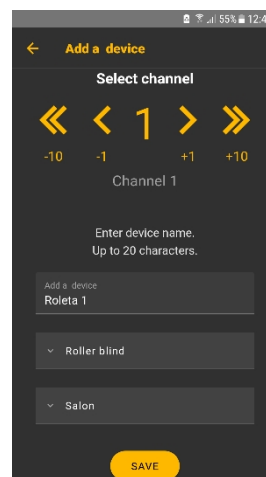 55% 12:4
Add a device
Select channel
1
-10 -1 +1 +10
Channel 1
Enter device name.
Up to 20 characters.
Add a device
Roleta 1
Roller blind
Salon
SAVE